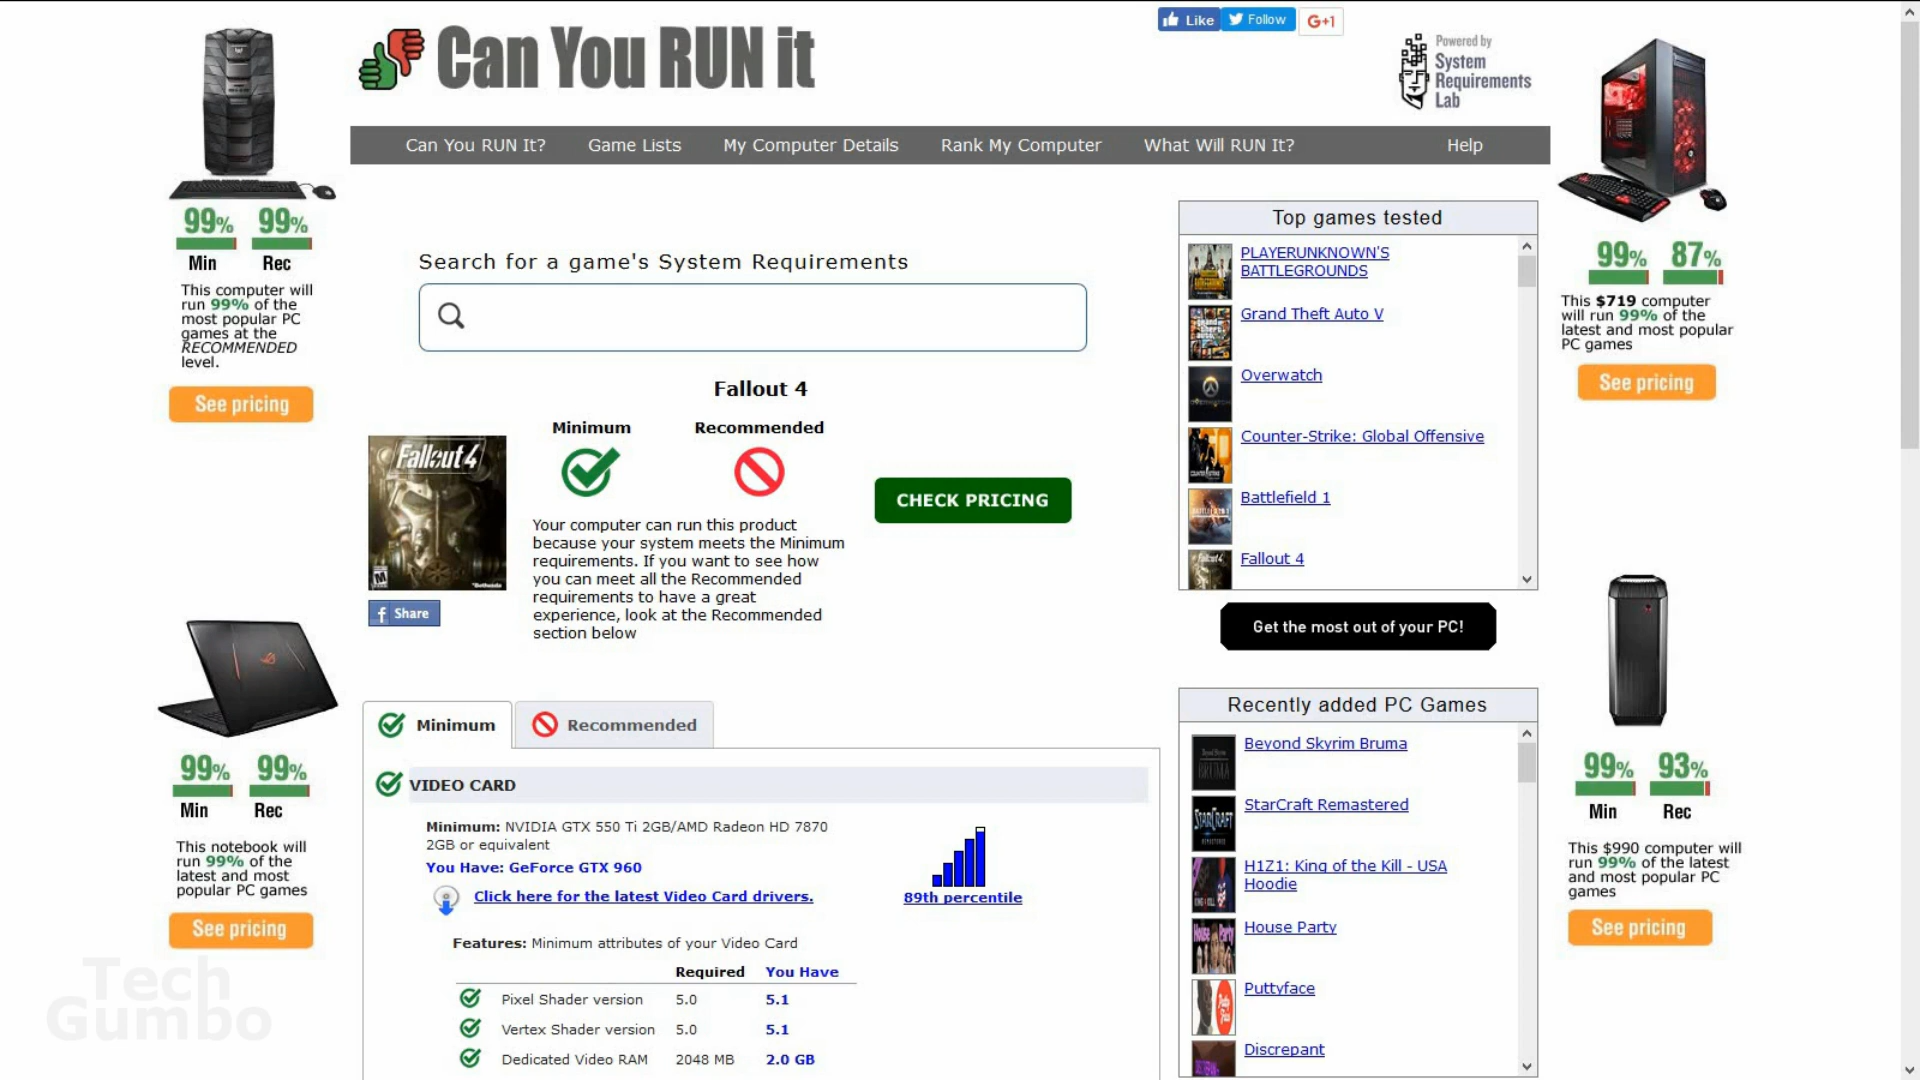 Can You RUN it
Like
Follow
G+1
Powered by
System
Requirements
Lab
Can You RUN It?
Game Lists
My Computer Details
Rank My Computer
What Will RUN It?
Help
99%
99%
Min
Rec
This computer will
run 99% of the
most popular PC
games at the
RECOMMENDED
level.
See pricing
99%
99%
Min
Rec
This notebook will
run 99% of the
latest and most
popular PC games
See pricing
Tech
Gumbo
Search for a game's System Requirements
Fallout 4
Minimum
Recommended
Fallout 4
M
Bethesda
Share
Your computer can run this product
because your system meets the Minimum
requirements. If you want to see how
you can meet all the Recommended
requirements to have a great
experience, look at the Recommended
section below
CHECK PRICING
Minimum
Recommended
VIDEO CARD
Minimum: NVIDIA GTX 550 Ti 2GB/AMD Radeon HD 7870
2GB or equivalent
You Have: GeForce GTX 960
Click here for the latest Video Card drivers.
89th percentile
Features: Minimum attributes of your Video Card
Required You Have
Pixel Shader version 5.0 5.1
Vertex Shader version 5.0 5.1
Dedicated Video RAM 2048 MB 2.0 GB
Top games tested
PLAYERUNKNOWN'S
BATTLEGROUNDS
Grand Theft Auto V
Overwatch
Counter-Strike: Global Offensive
Battlefield 1
Fallout 4
Get the most out of your PC!
Recently added PC Games
Beyond Skyrim Bruma
StarCraft Remastered
H1Z1: King of the Kill - USA
Hoodie
House Party
Puttyface
Discrepant
99%
87%
This $719 computer
will run 99% of the
latest and most popular
PC games
See pricing
99%
93%
Min
Rec
This $990 computer will
run 99% of the latest
and most popular PC
games
See pricing